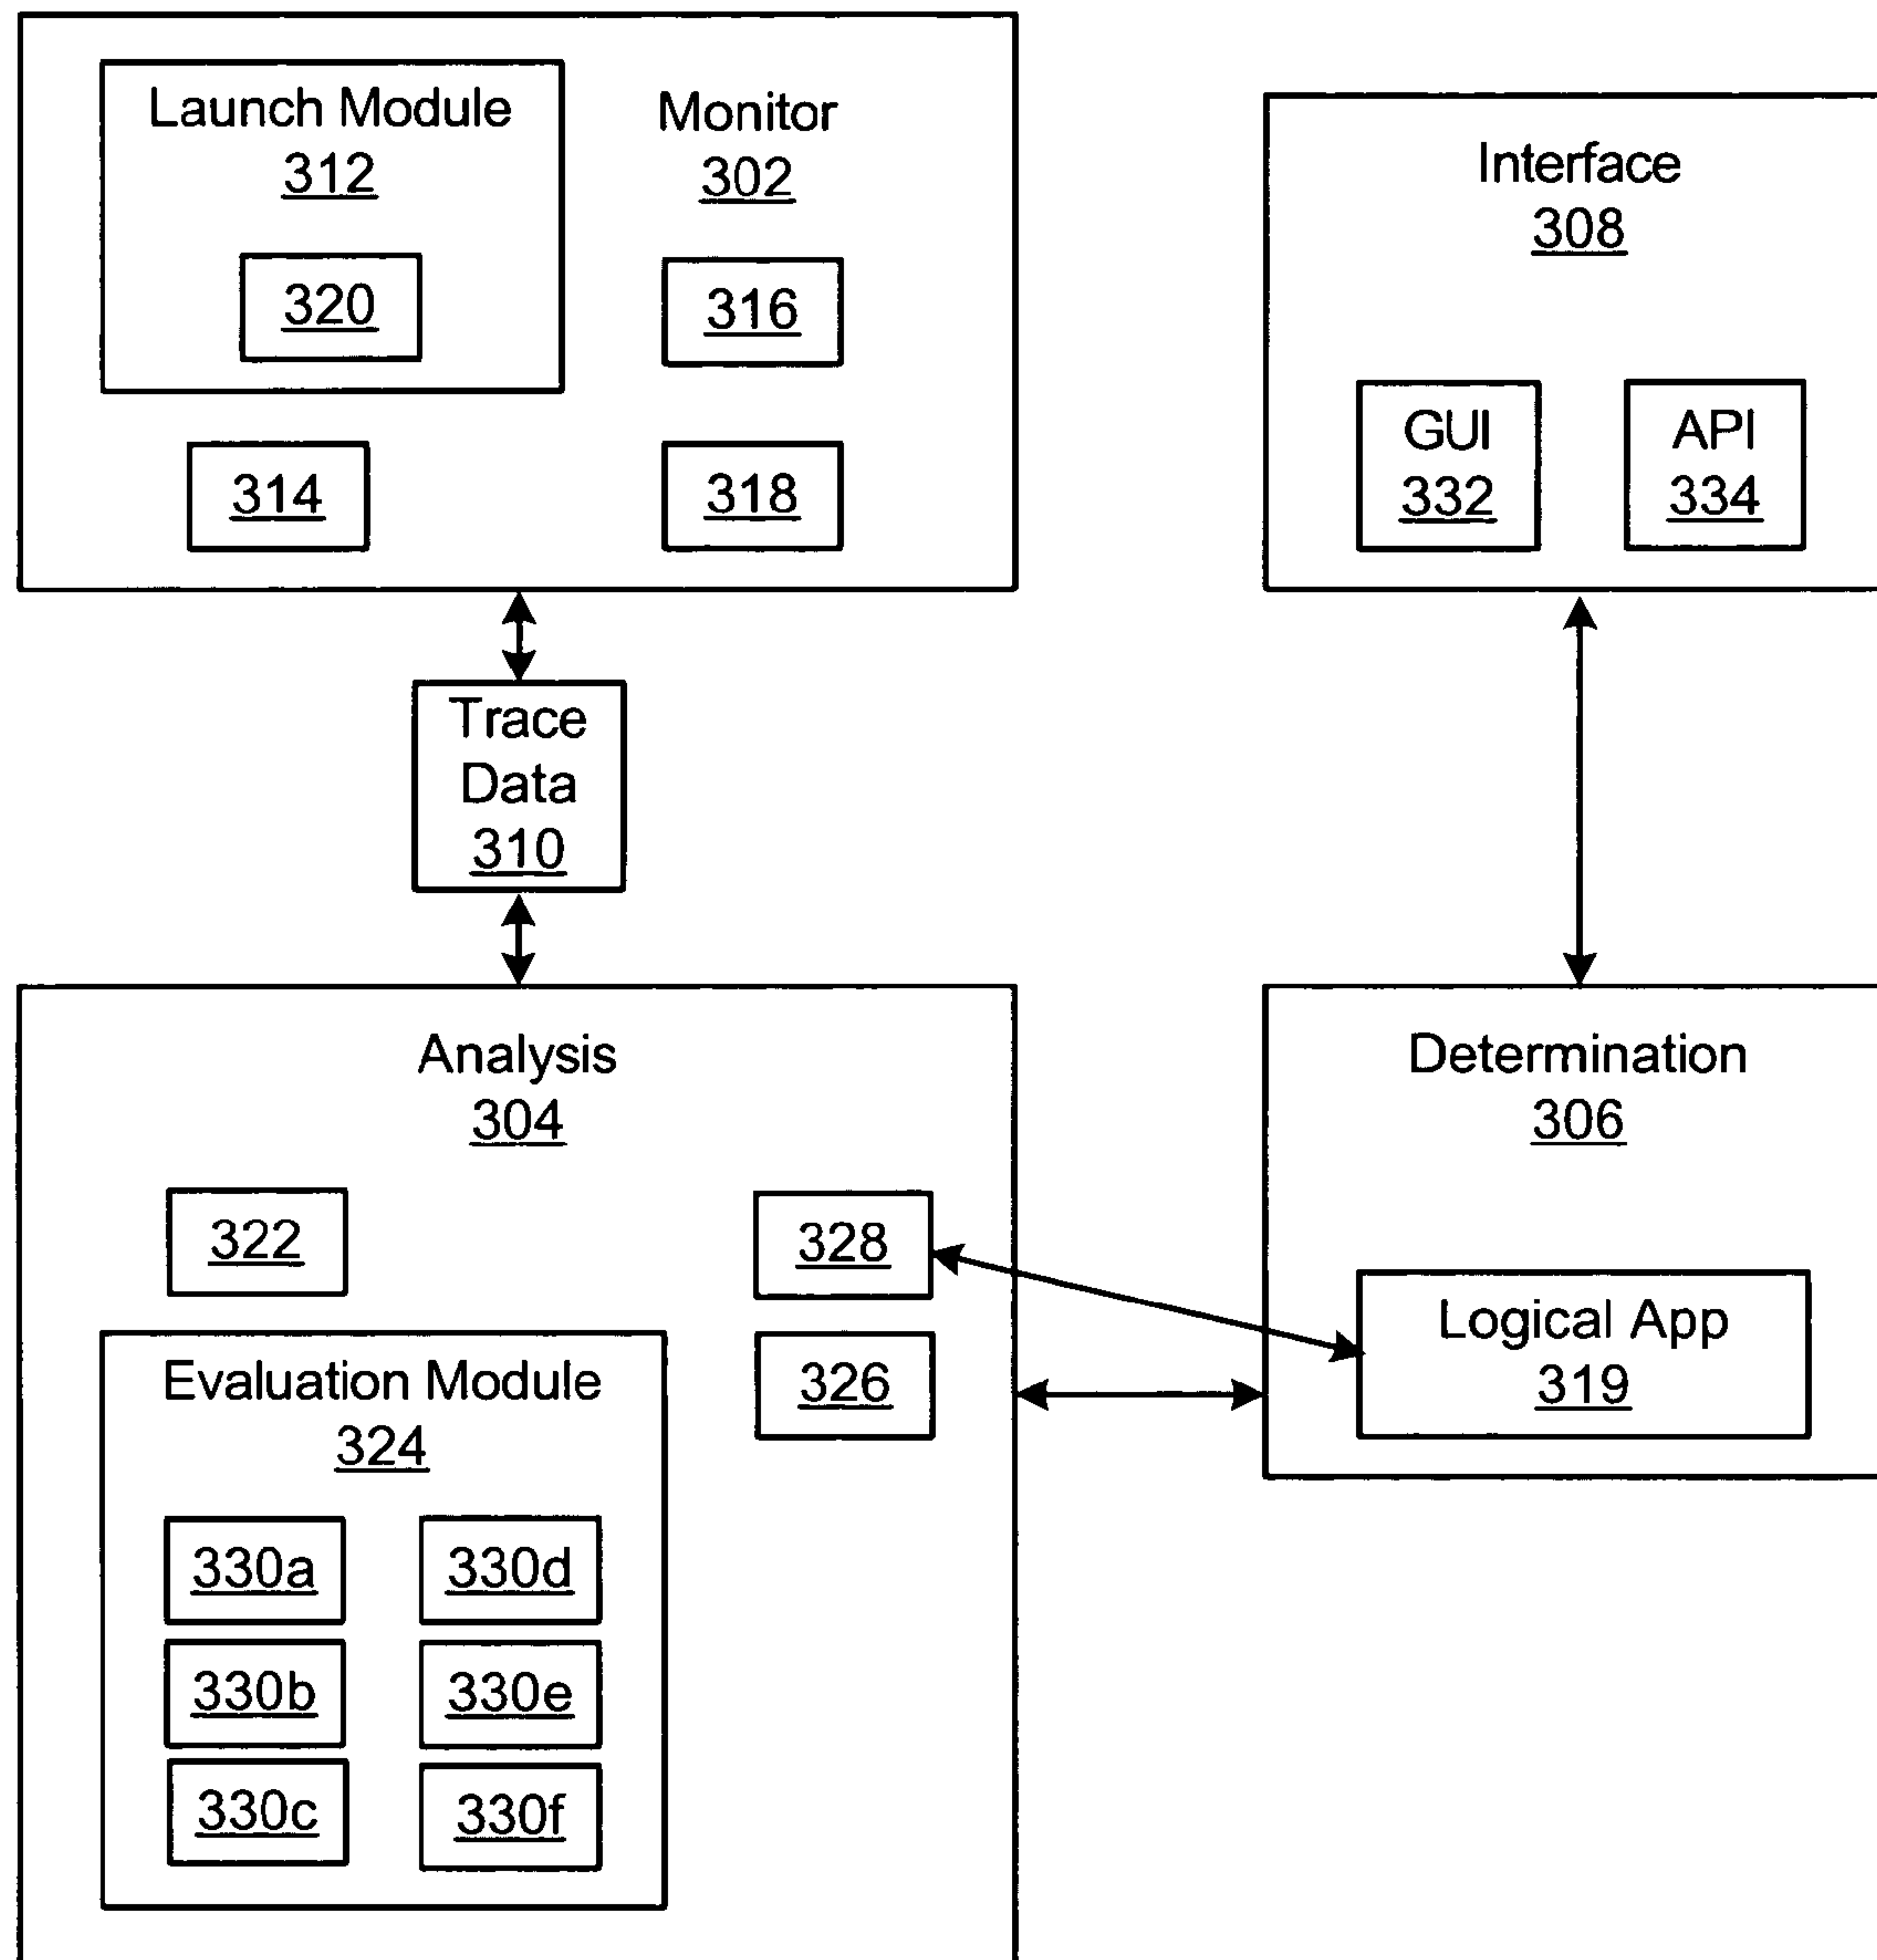 Launch Module
312
320
Monitor
302
316
314
318
Interface
308
GUI
332
API
334
Trace
Data
310
Analysis
304
322
328
326
Evaluation Module
324
330a
330d
330b
330e
330c
330f
Determination
306
Logical App
319